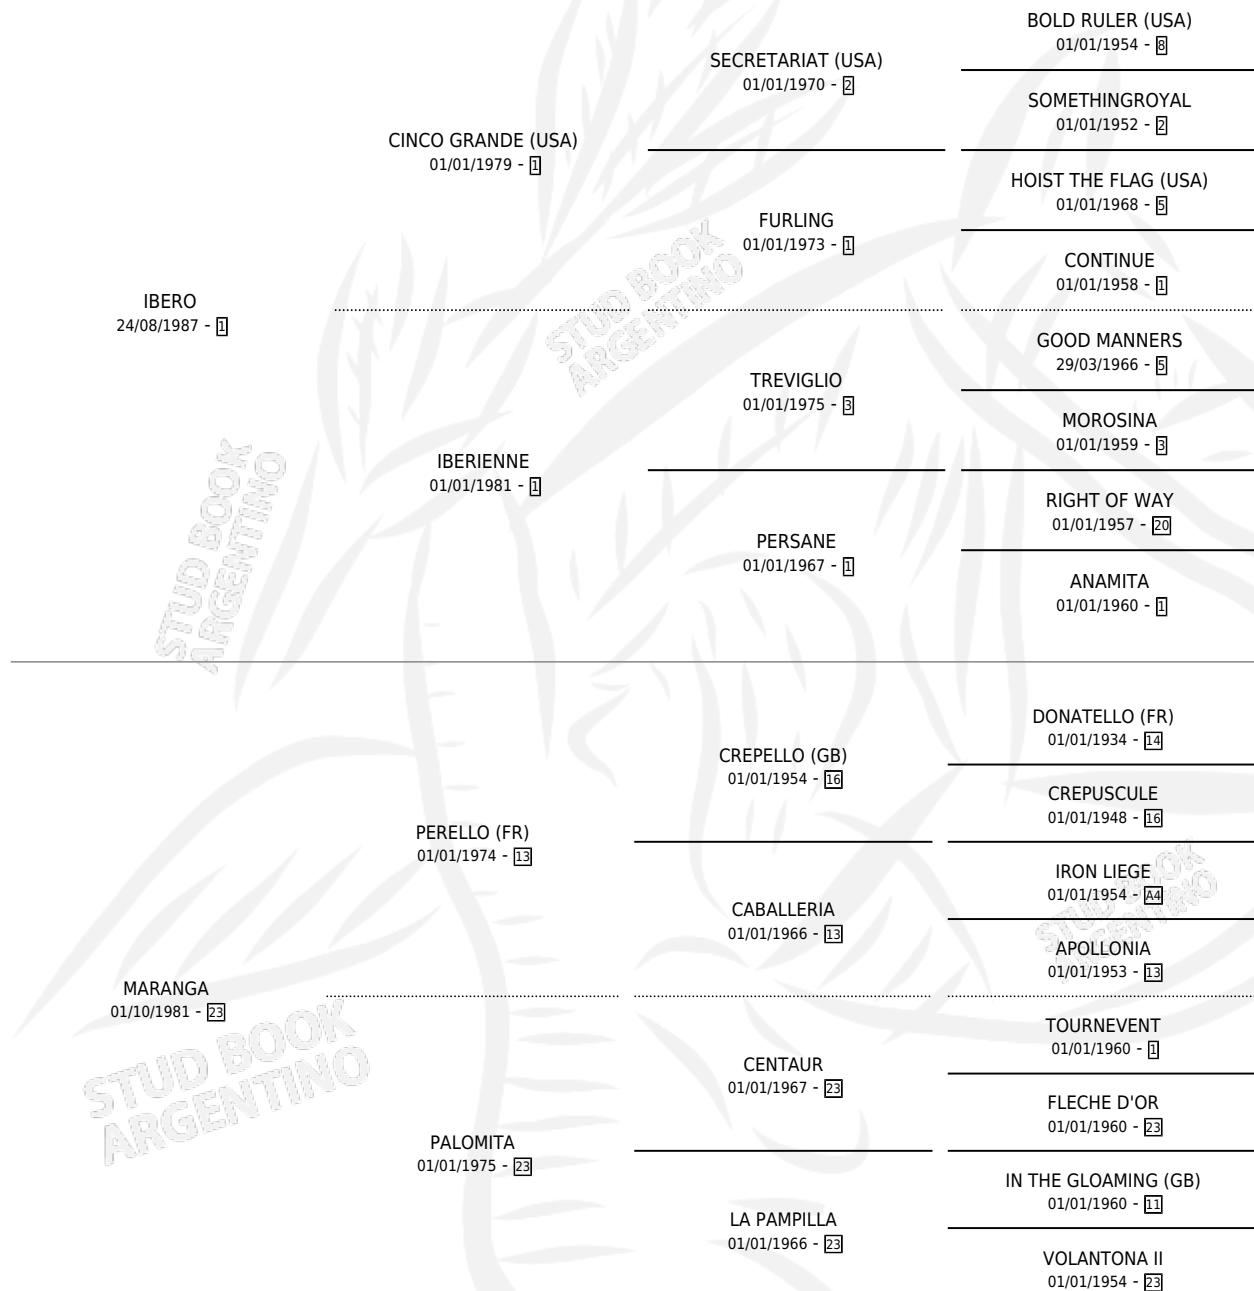 BOLD RULER (USA)
01/01/1954 - 8
SECRETARIAT (USA)
01/01/1970 - 2
SOMETHINGROYAL
01/01/1952 - 2
CINCO GRANDE (USA)
01/01/1979 - 1
HOIST THE FLAG (USA)
01/01/1968 - 5
FURLING
01/01/1973 - 1
CONTINUE
01/01/1958 - 1
IBERO
24/08/1987 - 1
GOOD MANNERS
29/03/1966 - 5
TREVIGLIO
01/01/1975 - 3
MOROSINA
01/01/1959 - 3
IBERIENNE
01/01/1981 - 1
RIGHT OF WAY
01/01/1957 - 20
PERSANE
01/01/1967 - 1
ANAMITA
01/01/1960 - 1
STUD BOOK
ARGENTINO
STUD BOOK
ARGENTINO
DONATELLO (FR)
01/01/1934 - 14
CREPELLO (GB)
01/01/1954 - 16
CREPUSCULE
01/01/1948 - 16
PERELLO (FR)
01/01/1974 - 13
IRON LIEGE
01/01/1954 - A4
CABALLERIA
01/01/1966 - 13
APOLLONIA
01/01/1953 - 13
STUD BOOK
ARGENTINO
MARANGA
01/10/1981 - 23
TOURNEVENT
01/01/1960 - 1
CENTAUR
01/01/1967 - 23
FLECHE D'OR
01/01/1960 - 23
STUD BOOK
ARGENTINO
PALOMITA
01/01/1975 - 23
IN THE GLOAMING (GB)
01/01/1960 - 11
LA PAMPILLA
01/01/1966 - 23
VOLANTONA II
01/01/1954 - 23